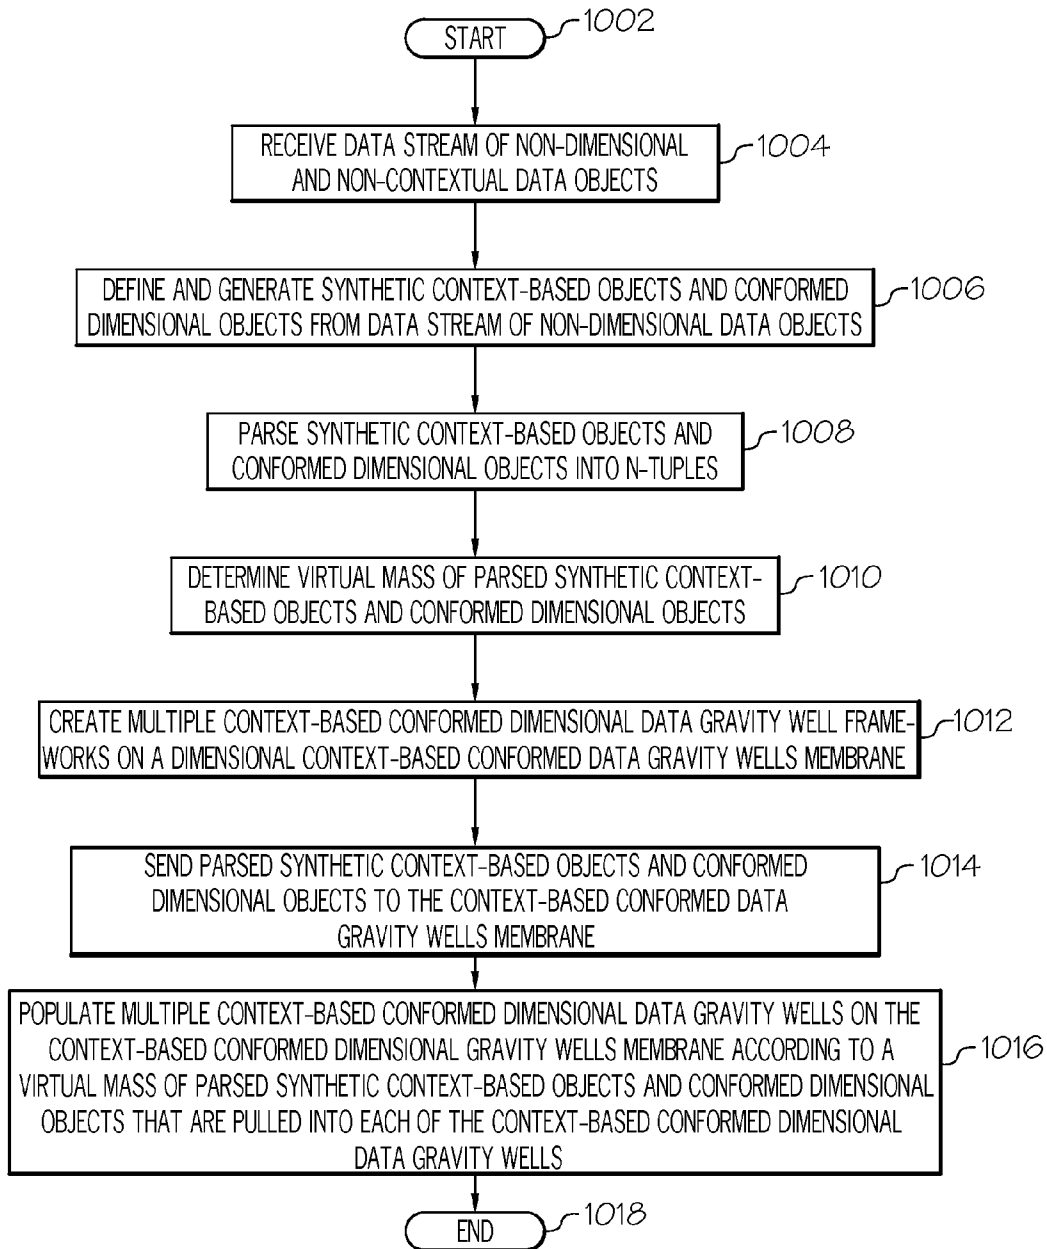 START
1002
RECEIVE DATA STREAM OF NON-DIMENSIONAL
AND NON-CONTEXTUAL DATA OBJECTS
1004
DEFINE AND GENERATE SYNTHETIC CONTEXT-BASED OBJECTS AND CONFORMED
DIMENSIONAL OBJECTS FROM DATA STREAM OF NON-DIMENSIONAL DATA OBJECTS
1006
PARSE SYNTHETIC CONTEXT-BASED OBJECTS AND
CONFORMED DIMENSIONAL OBJECTS INTO N-TUPLES
1008
DETERMINE VIRTUAL MASS OF PARSED SYNTHETIC CONTEXT-
BASED OBJECTS AND CONFORMED DIMENSIONAL OBJECTS
1010
CREATE MULTIPLE CONTEXT-BASED CONFORMED DIMENSIONAL DATA GRAVITY WELL FRAME-
WORKS ON A DIMENSIONAL CONTEXT-BASED CONFORMED DATA GRAVITY WELLS MEMBRANE
1012
SEND PARSED SYNTHETIC CONTEXT-BASED OBJECTS AND CONFORMED
DIMENSIONAL OBJECTS TO THE CONTEXT-BASED CONFORMED DATA
GRAVITY WELLS MEMBRANE
1014
POPULATE MULTIPLE CONTEXT-BASED CONFORMED DIMENSIONAL DATA GRAVITY WELLS ON THE
CONTEXT-BASED CONFORMED DIMENSIONAL GRAVITY WELLS MEMBRANE ACCORDING TO A
VIRTUAL MASS OF PARSED SYNTHETIC CONTEXT-BASED OBJECTS AND CONFORMED DIMENSIONAL
OBJECTS THAT ARE PULLED INTO EACH OF THE CONTEXT-BASED CONFORMED DIMENSIONAL
DATA GRAVITY WELLS
1016
END
1018